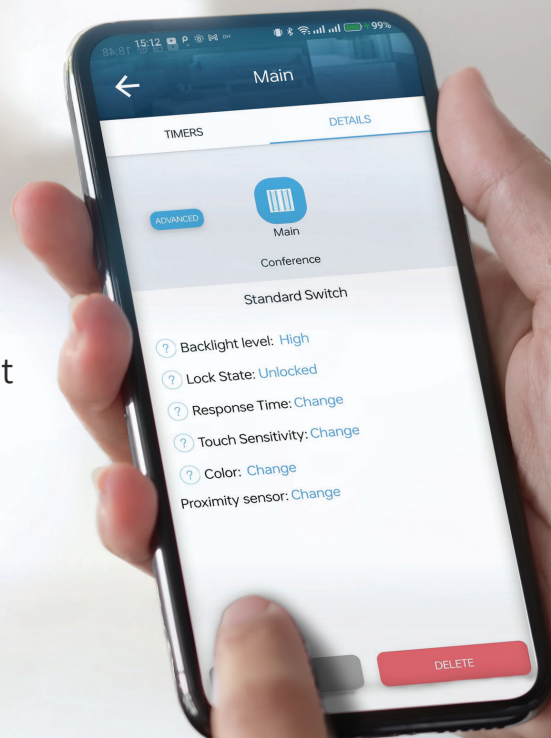 15:12 99%
Main
TIMERS DETAILS
ADVANCED
Main
Conference
Standard Switch
? Backlight level: High
? Lock State: Unlocked
? Response Time: Change
? Touch Sensitivity: Change
? Color: Change
Proximity sensor: Change
t
DELETE